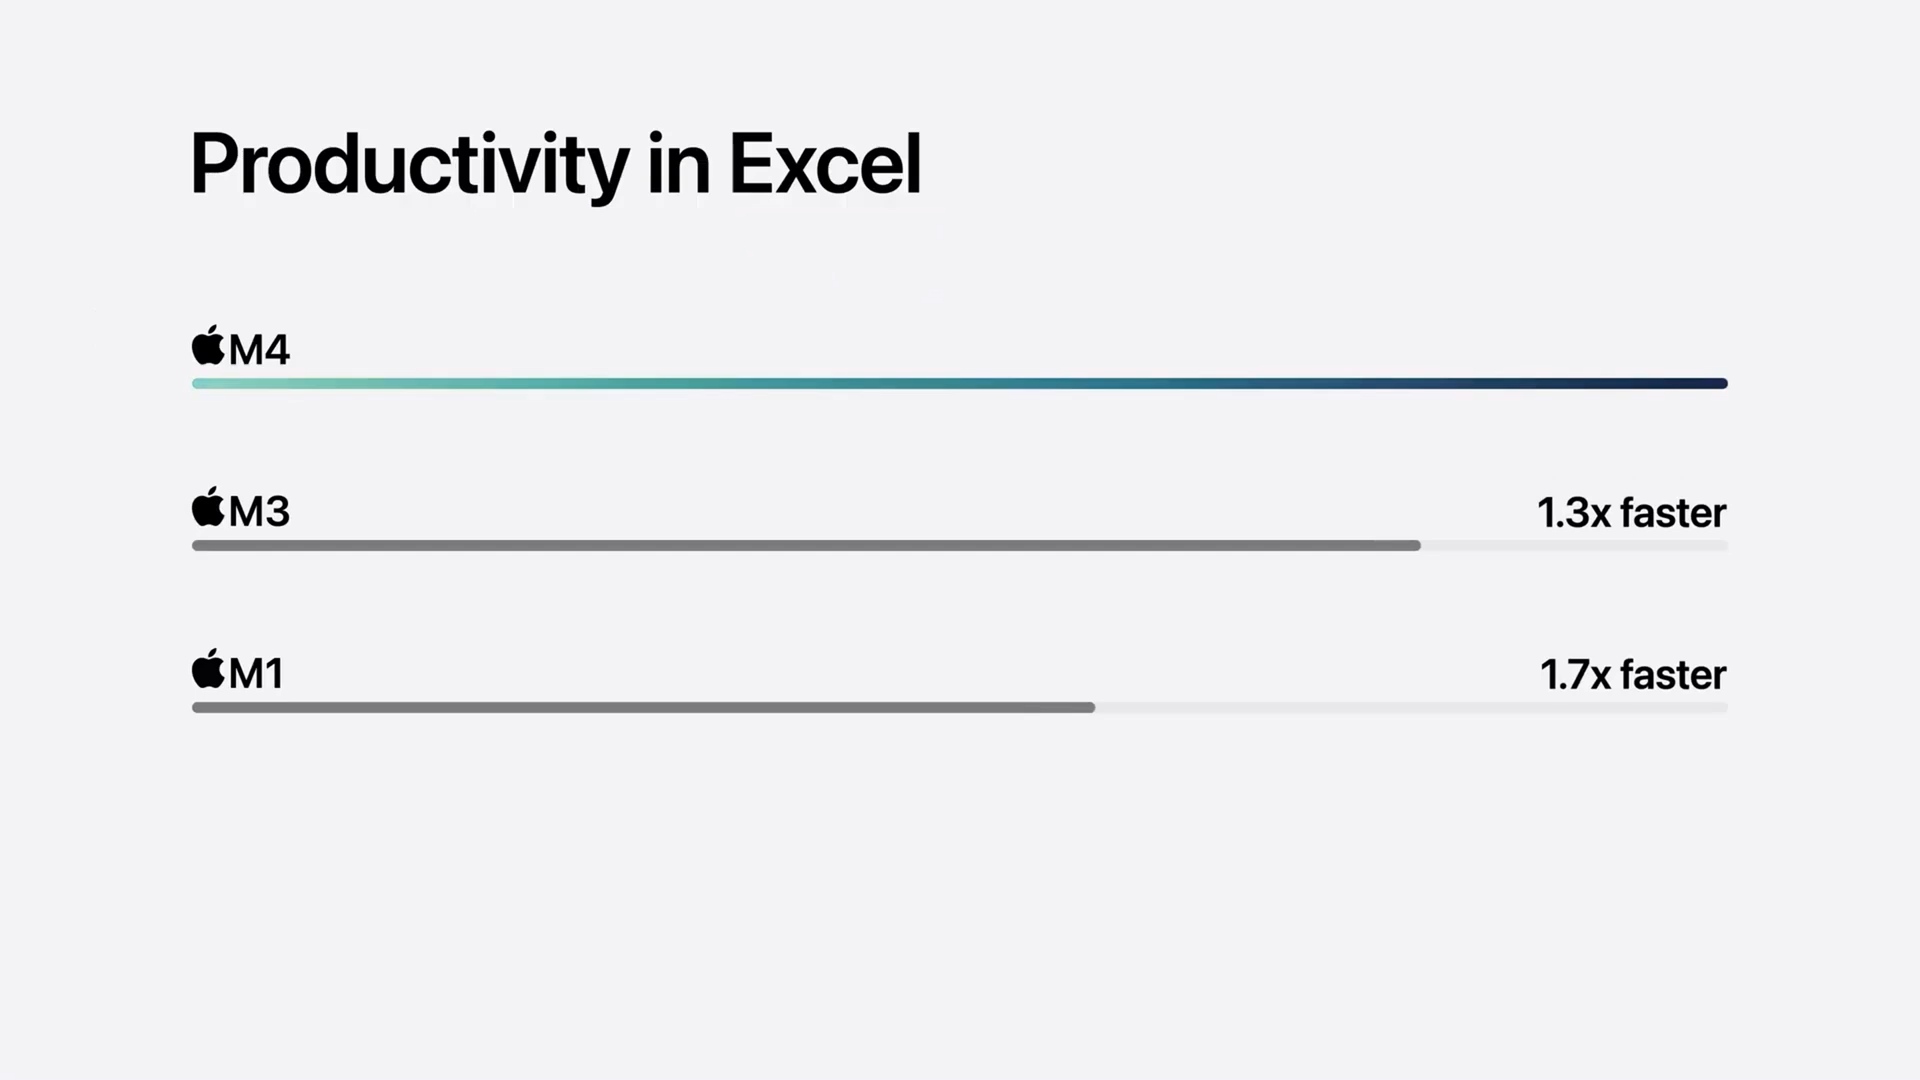 Productivity in Excel
M4
M3
1.3x faster
M1
1.7x faster